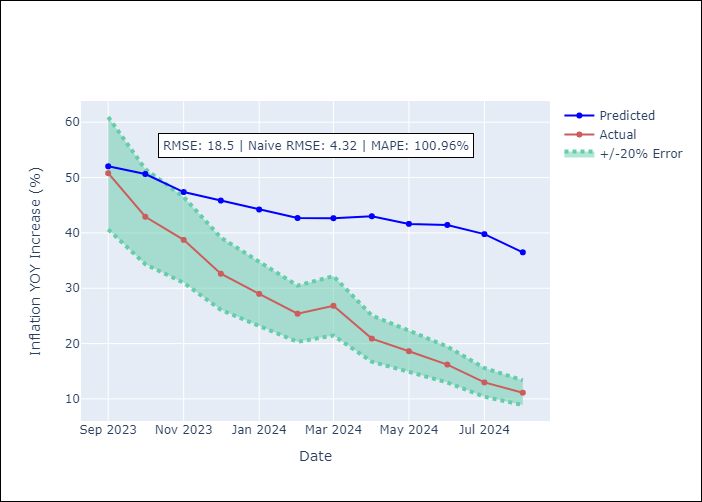 RMSE: 18.5 | Naive RMSE: 4.32 | MAPE: 100.96%
Predicted
Actual
+/-20% Error
Inflation YOY Increase (%)
60
50
40
30
20
10
Sep 2023
Nov 2023
Jan 2024
Mar 2024
May 2024
Jul 2024
Date